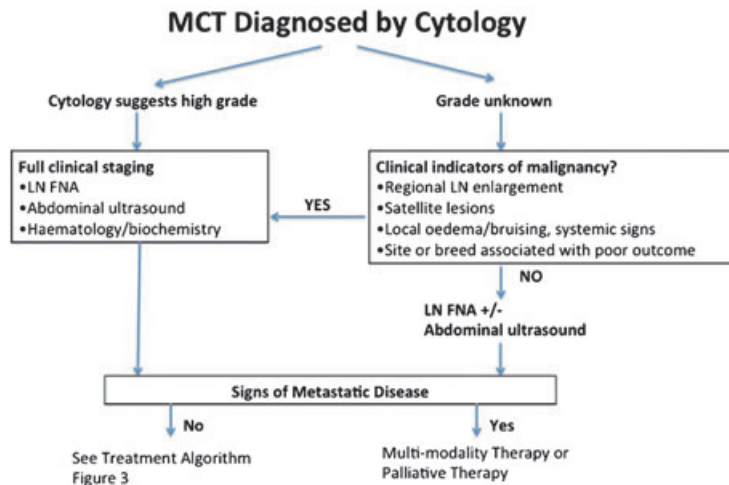 MCT Diagnosed by Cytology
Cytology suggests high grade
Grade unknown
Full clinical staging
•LN FNA
•Abdominal ultrasound
•Haematology/biochemistry
YES
Clinical indicators of malignancy?
•Regional LN enlargement
•Satellite lesions
•Local oedema/bruising, systemic signs
•Site or breed associated with poor outcome
NO
LN FNA +/-
Abdominal ultrasound
Signs of Metastatic Disease
No
See Treatment Algorithm
Figure 3
Yes
Multi-modality Therapy or
Palliative Therapy